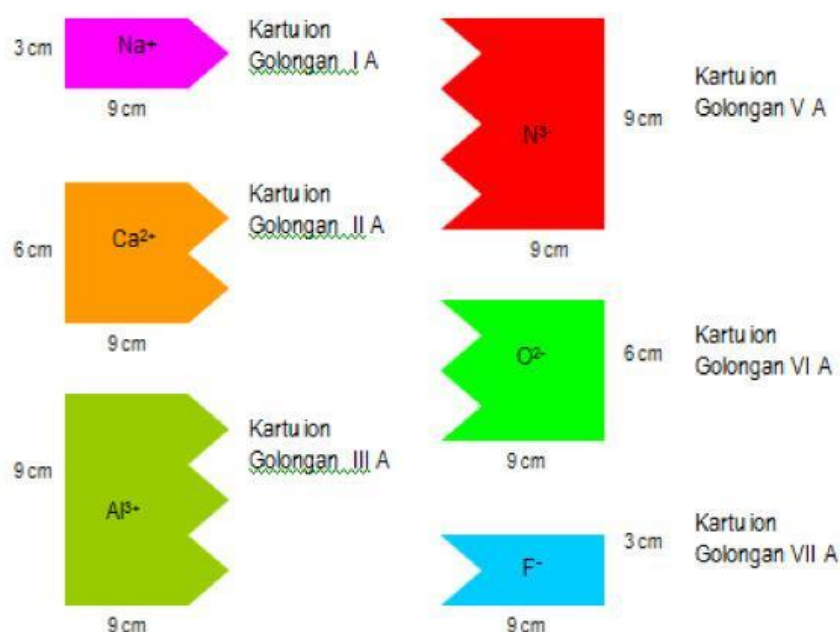 3 cm
Na+
9 cm
Kartu ion
Golongan I A
6 cm
Ca²⁺
9 cm
Kartu ion
Golongan II A
9 cm
Al³⁺
9 cm
Kartu ion
Golongan III A
N³⁻
9 cm
9 cm
Kartu ion
Golongan V A
O²⁻
6 cm
9 cm
Kartu ion
Golongan VI A
F⁻
3 cm
9 cm
Kartu ion
Golongan VII A